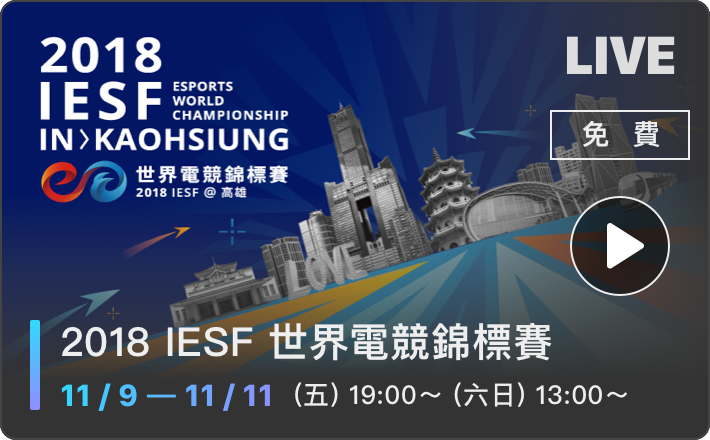 2018
IESF
ESPORTS
WORLD
CHAMPIONSHIP
IN>KAOHSIUNG
世界電競錦標賽
2018 IESF @ 高雄
LIVE
免 費
LOVE
2018 IESF 世界電競錦標賽
11 / 9 — 11 / 11 (五) 19:00～ (六日) 13:00～